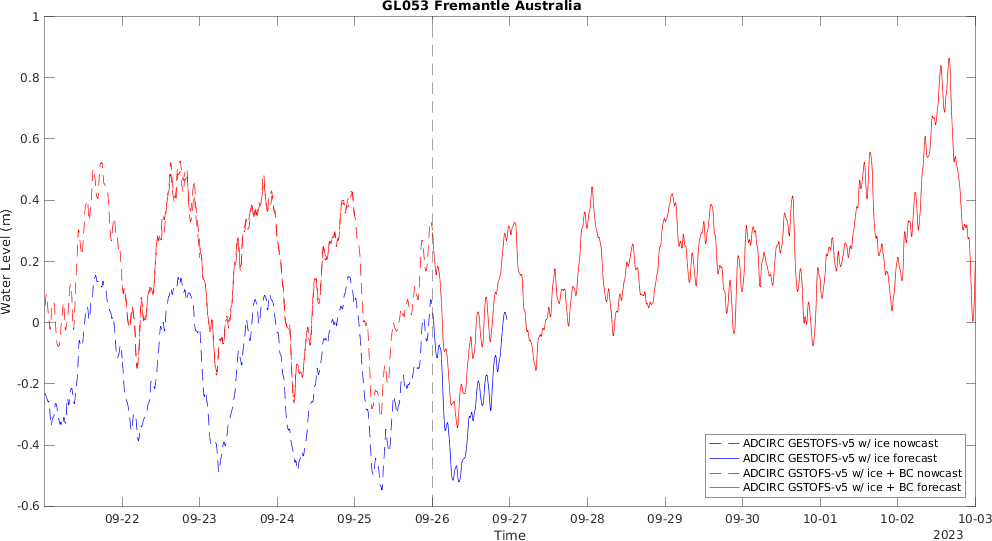 GL053 Fremantle Australia
1
0.8
0.6
0.4
0.2
0
-0.2
-0.4
-0.6
Water Level (m)
09-22 09-23 09-24 09-25 09-26 09-27 09-28 09-29 09-30 10-01 10-02 10-03
Time
2023
ADCIRC GESTOFS-v5 w/ ice nowcast
ADCIRC GESTOFS-v5 w/ ice forecast
ADCIRC GSTOFS-v5 w/ ice + BC nowcast
ADCIRC GSTOFS-v5 w/ ice + BC forecast